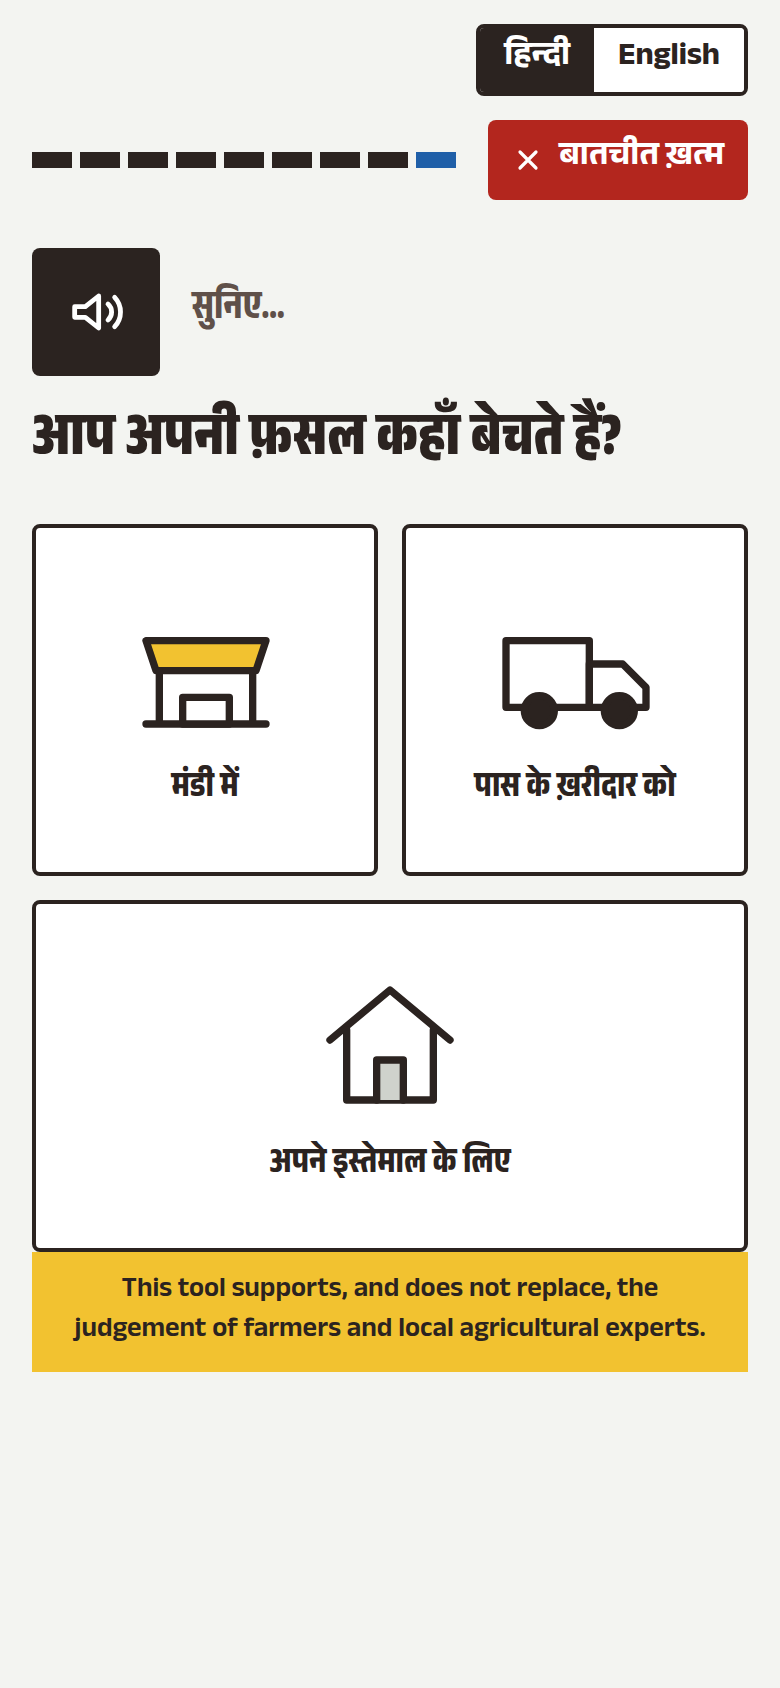 हिन्दी English
बातचीत ख़त्म
सुनिए...
आप अपनी फ़सल कहाँ बेचते हैं?
मंडी में
पास के ख़रीदार को
अपने इस्तेमाल के लिए
This tool supports, and does not replace, the
judgement of farmers and local agricultural experts.